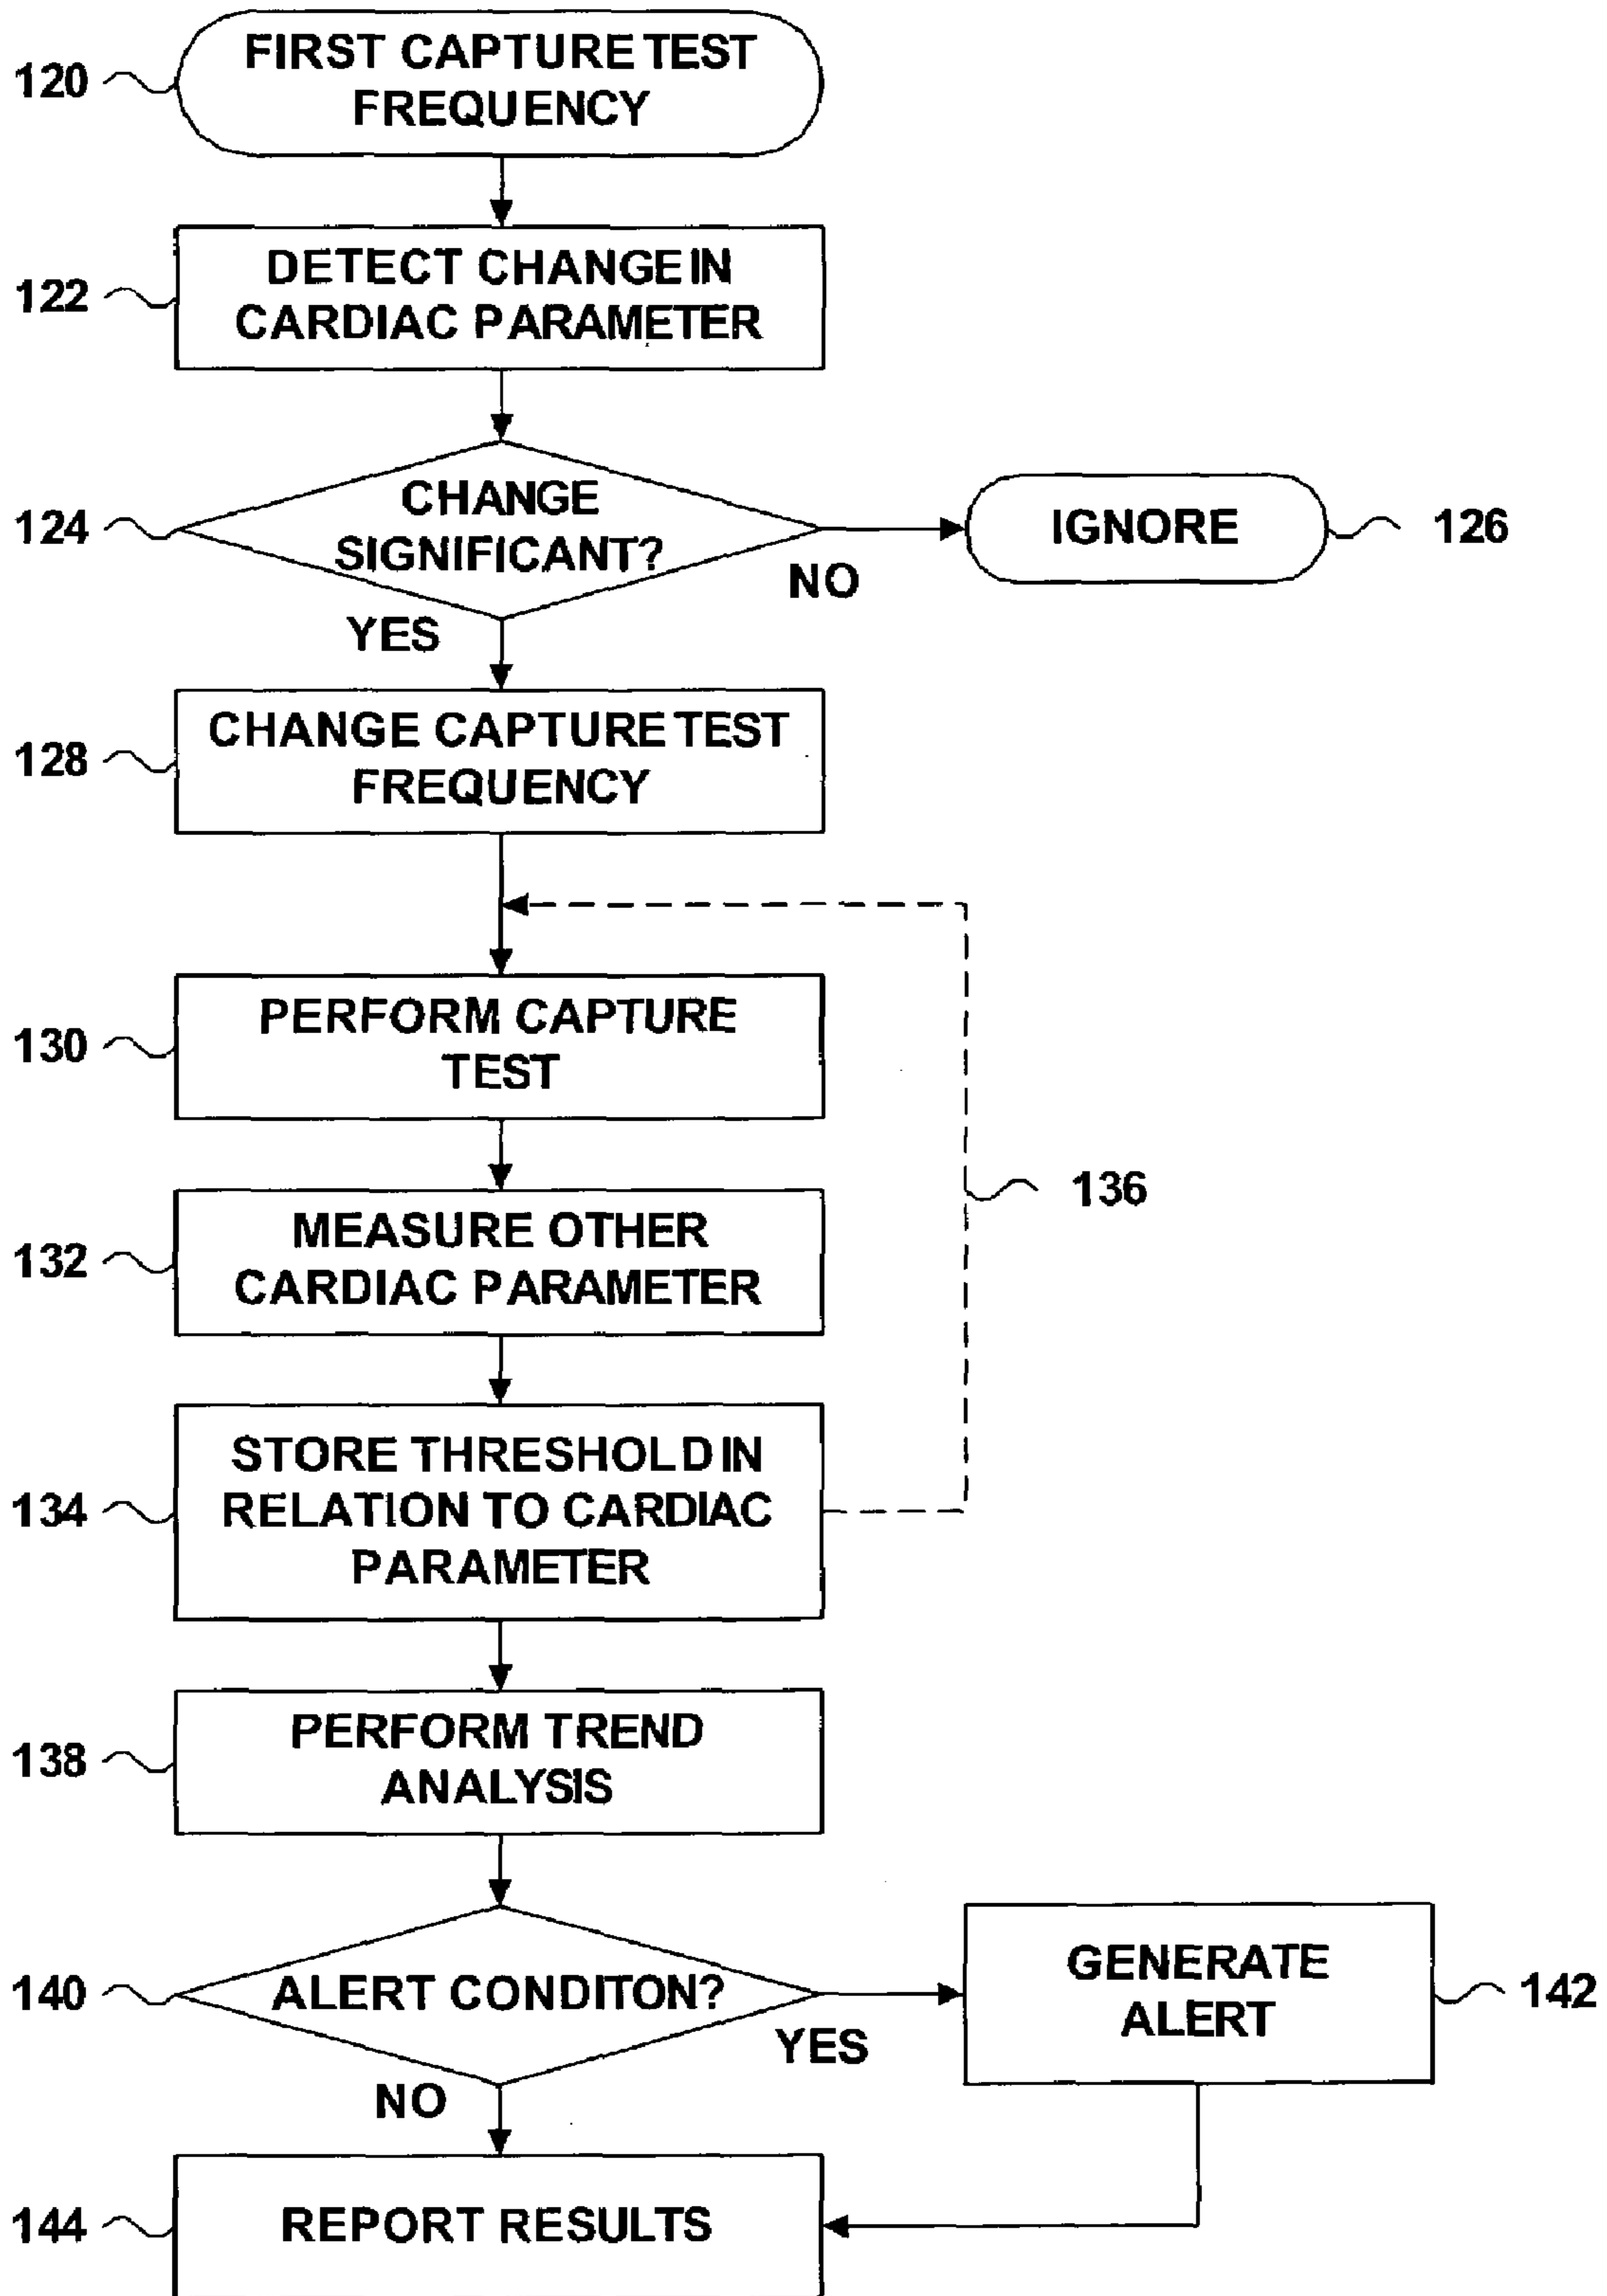 120
FIRST CAPTURE TEST
FREQUENCY
122
DETECT CHANGE IN
CARDIAC PARAMETER
124
CHANGE
SIGNIFICANT?
NO
IGNORE
126
YES
128
CHANGE CAPTURE TEST
FREQUENCY
130
PERFORM CAPTURE
TEST
136
132
MEASURE OTHER
CARDIAC PARAMETER
134
STORE THRESHOLD IN
RELATION TO CARDIAC
PARAMETER
138
PERFORM TREND
ANALYSIS
140
ALERT CONDITON?
YES
GENERATE
ALERT
142
NO
144
REPORT RESULTS